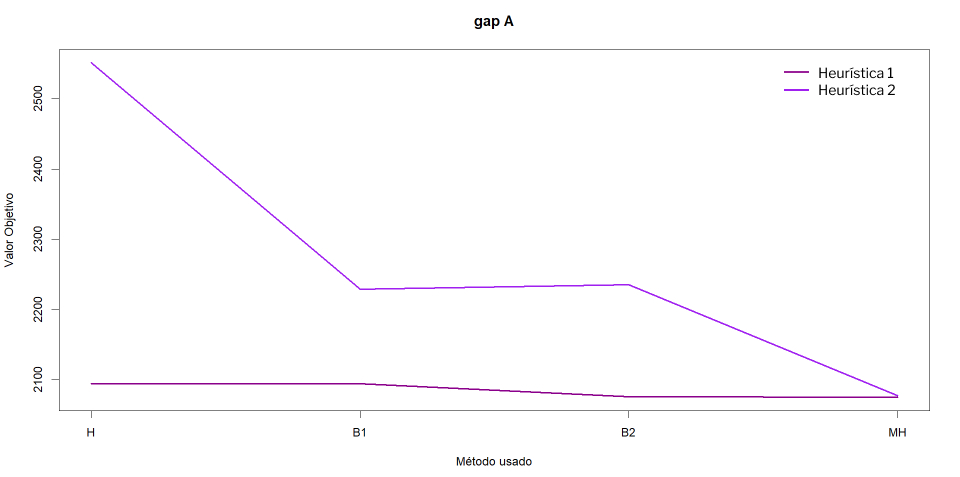 gap A
Heurística 1
Heurística 2
Valor Objetivo
2500
2400
2300
2200
2100
H B1 B2 MH
Método usado